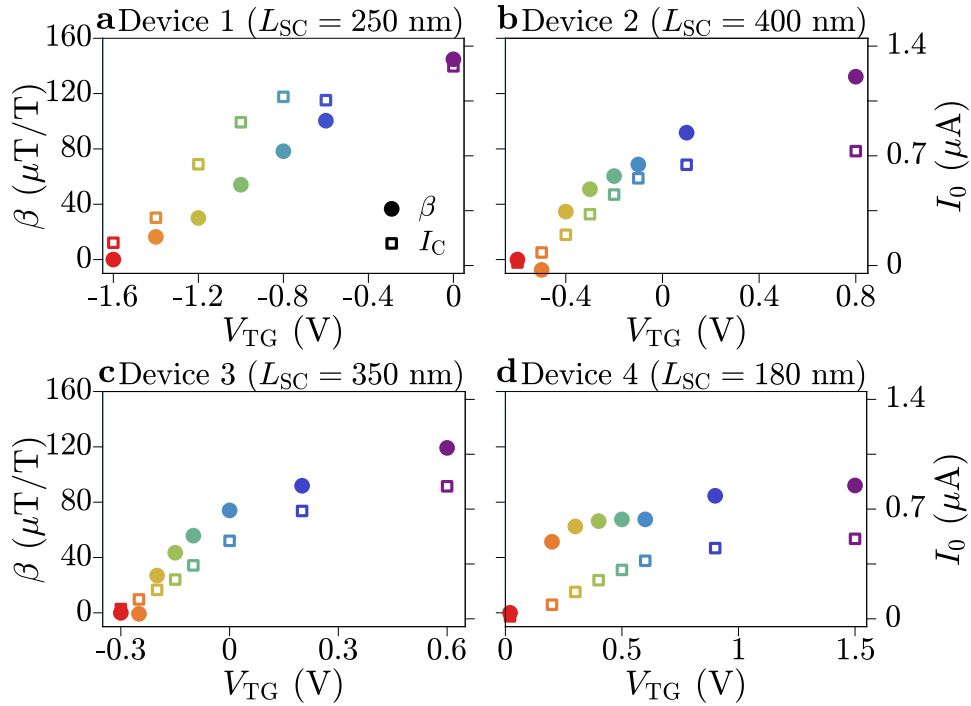 a Device 1 (L_SC = 250 nm)
b Device 2 (L_SC = 400 nm)
160
120
80
40
0
β (μT/T)
β
I_C
-1.6 -1.2 -0.8 -0.4 0
V_TG (V)
1.4
0.7
0
I_0 (μA)
-0.4 0 0.4 0.8
V_TG (V)
c Device 3 (L_SC = 350 nm)
d Device 4 (L_SC = 180 nm)
160
120
80
40
0
β (μT/T)
-0.3 0 0.3 0.6
V_TG (V)
1.4
0.7
0
I_0 (μA)
0 0.5 1 1.5
V_TG (V)